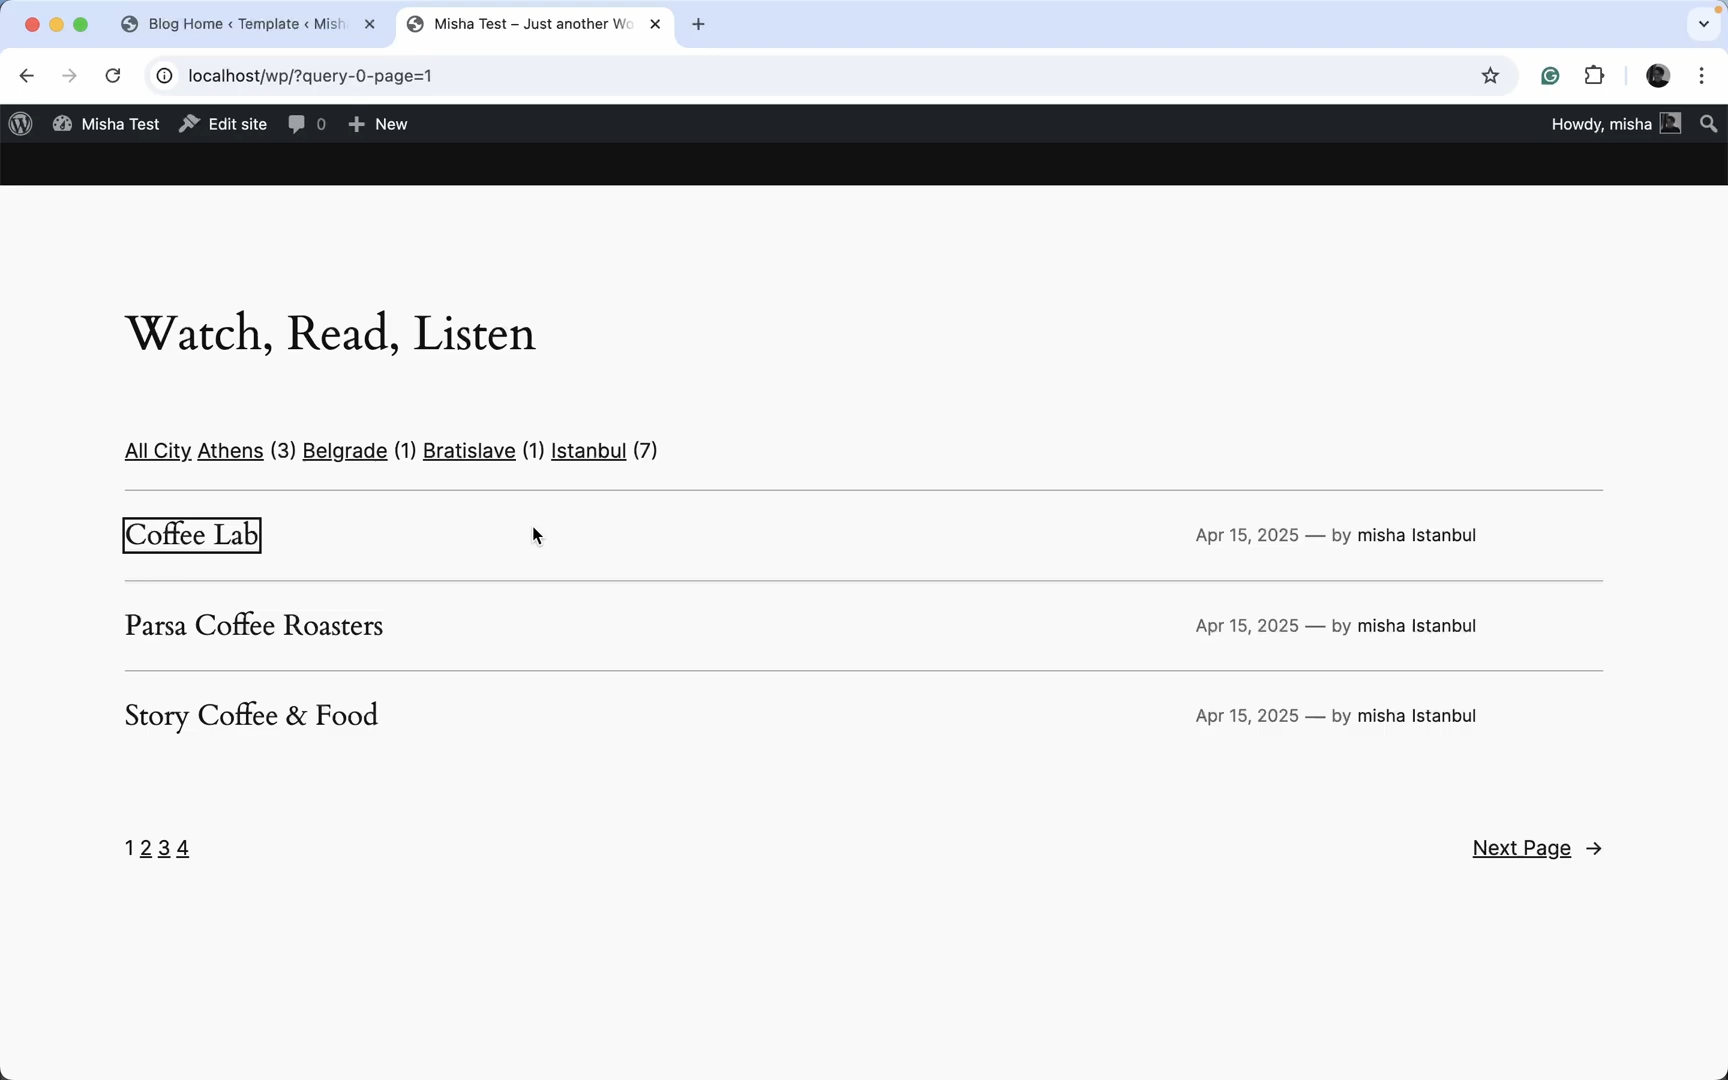 Blog Home ‹ Template ‹ Mish
Misha Test – Just another Wo
localhost/wp/?query-0-page=1
Misha Test
Edit site
0
New
Howdy, misha
Watch, Read, Listen
All City Athens (3) Belgrade (1) Bratislave (1) Istanbul (7)
Coffee Lab
Apr 15, 2025 — by misha Istanbul
Parsa Coffee Roasters
Apr 15, 2025 — by misha Istanbul
Story Coffee & Food
Apr 15, 2025 — by misha Istanbul
1 2 3 4
Next Page →